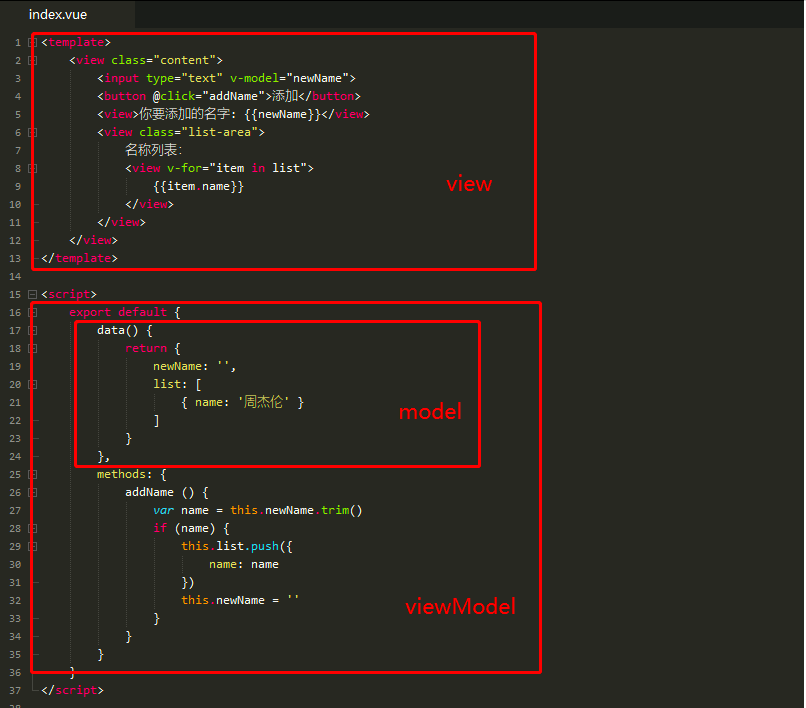 index.vue
1 <template>
2 <view class="content">
3 <input type="text" v-model="newName">
4 <button @click="addName">添加</button>
5 <view>你要添加的名字: {{newName}}</view>
6 <view class="list-area">
7 名称列表:
8 <view v-for="item in list">
view
9 {{item.name}}
10 </view>
11 </view>
12 </view>
13 </template>
14
15 <script>
16 export default {
17 data() {
18 return {
19 newName: '',
20 list: [
21 { name: '周杰伦' }
model
22 ]
23 }
24 },
25 methods: {
26 addName () {
27 var name = this.newName.trim()
28 if (name) {
29 this.list.push({
30 name: name
31 })
32 this.newName = ''
viewModel
33 }
34 }
35 }
36 }
37 </script>